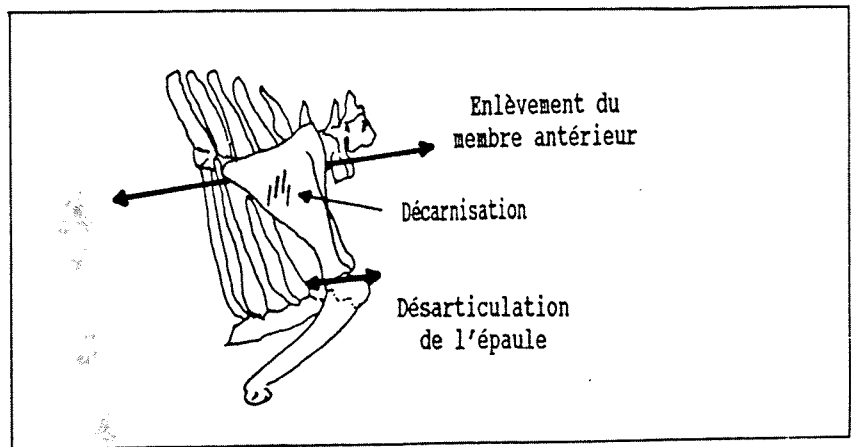 Enlèvement du
membre antérieur
Décarnisation
Désarticulation
de l'épaule